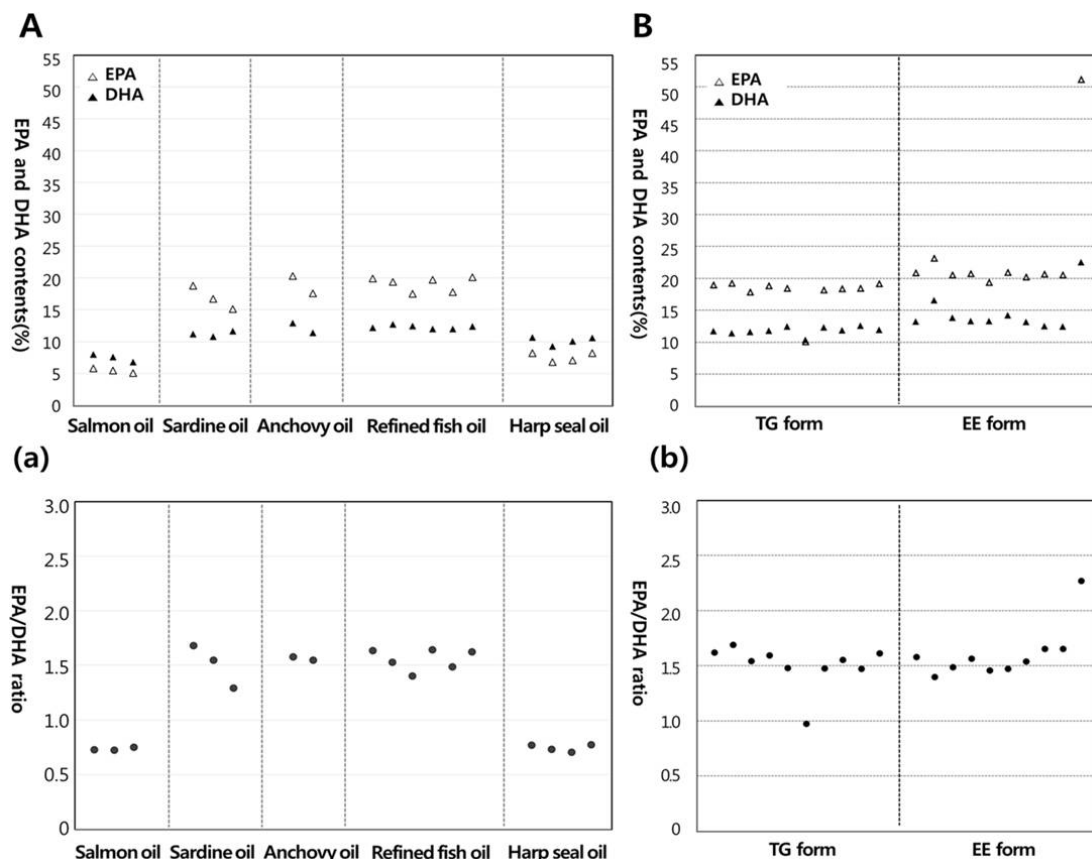 A
EPA and DHA contents(%)
55
50
45
40
35
30
25
20
15
10
5
0
EPA
DHA
Salmon oil Sardine oil Anchovy oil Refined fish oil Harp seal oil
B
EPA and DHA contents(%)
55
50
45
40
35
30
25
20
15
10
5
0
EPA
DHA
TG form EE form
(a)
EPA/DHA ratio
3.0
2.5
2.0
1.5
1.0
0.5
0
Salmon oil Sardine oil Anchovy oil Refined fish oil Harp seal oil
(b)
EPA/DHA ratio
3.0
2.5
2.0
1.5
1.0
0.5
0
TG form EE form